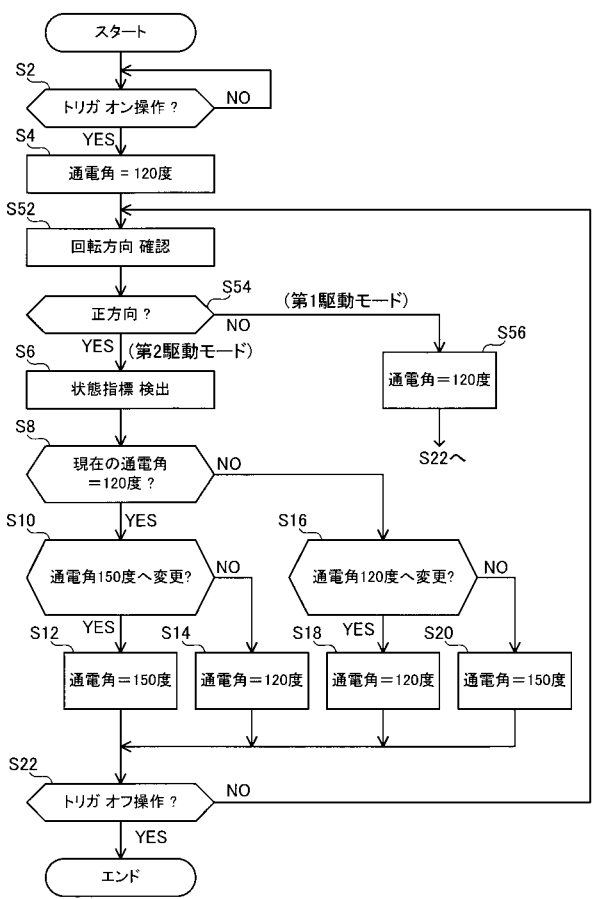 スタート
S2
トリガ オン操作 ?
NO
YES
S4
通電角 = 120度
S52
回転方向 確認
S54
正方向 ?
NO
(第1駆動モード)
YES
(第2駆動モード)
S56
通電角＝120度
S22へ
S6
状態指標 検出
S8
現在の通電角
＝120度 ?
NO
YES
S10
通電角150度へ変更?
NO
YES
S16
通電角120度へ変更?
NO
YES
S12
通電角＝150度
S14
通電角＝120度
S18
通電角＝120度
S20
通電角＝150度
S22
トリガ オフ操作 ?
NO
YES
エンド